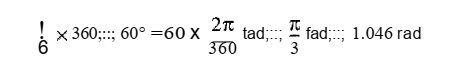 !/6 × 360;::; 60° =60 x 2π/360 tad;::; π/3 fad;::; 1.046 rad